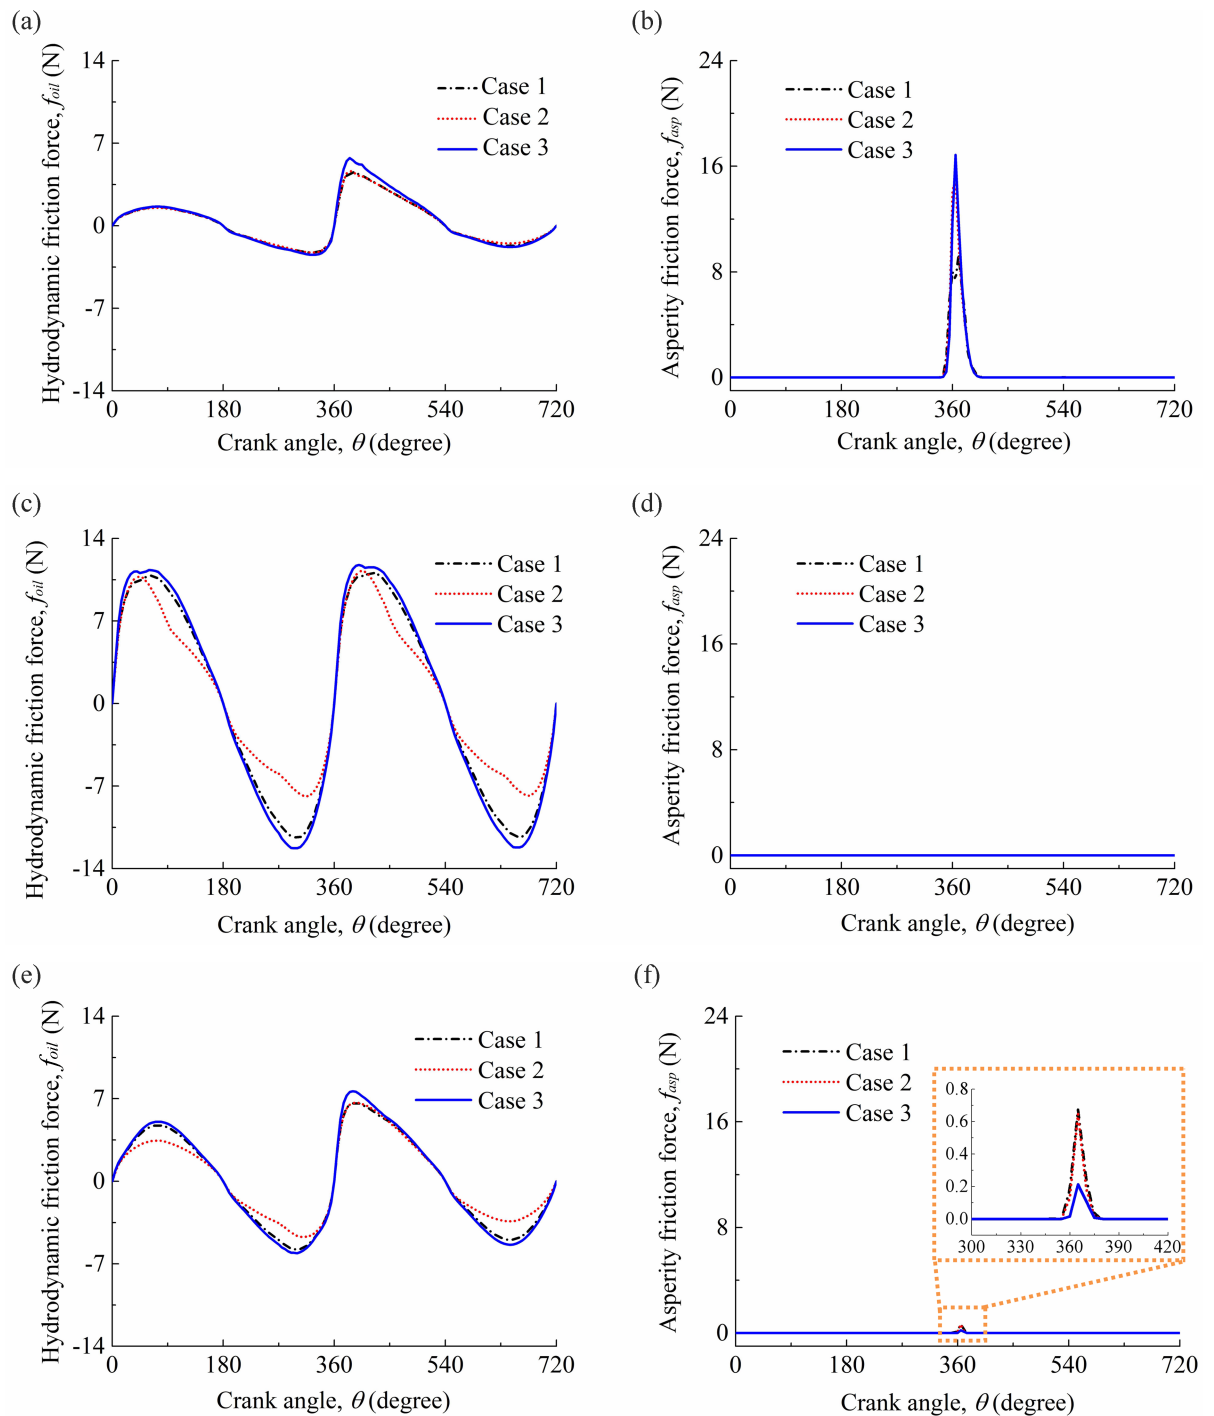 (a)
Hydrodynamic friction force, foil (N)
14
7
0
-7
-14
Case 1
Case 2
Case 3
0 180 360 540 720
Crank angle, θ (degree)
(b)
Asperity friction force, fasp (N)
24
16
8
0
Case 1
Case 2
Case 3
0 180 360 540 720
Crank angle, θ (degree)
(c)
Hydrodynamic friction force, foil (N)
14
7
0
-7
-14
Case 1
Case 2
Case 3
0 180 360 540 720
Crank angle, θ (degree)
(d)
Asperity friction force, fasp (N)
24
16
8
0
Case 1
Case 2
Case 3
0 180 360 540 720
Crank angle, θ (degree)
(e)
Hydrodynamic friction force, foil (N)
14
7
0
-7
-14
Case 1
Case 2
Case 3
0 180 360 540 720
Crank angle, θ (degree)
(f)
Asperity friction force, fasp (N)
24
16
8
0
Case 1
Case 2
Case 3
0.8
0.6
0.4
0.2
0.0
300 330 360 390 420
0 180 360 540 720
Crank angle, θ (degree)